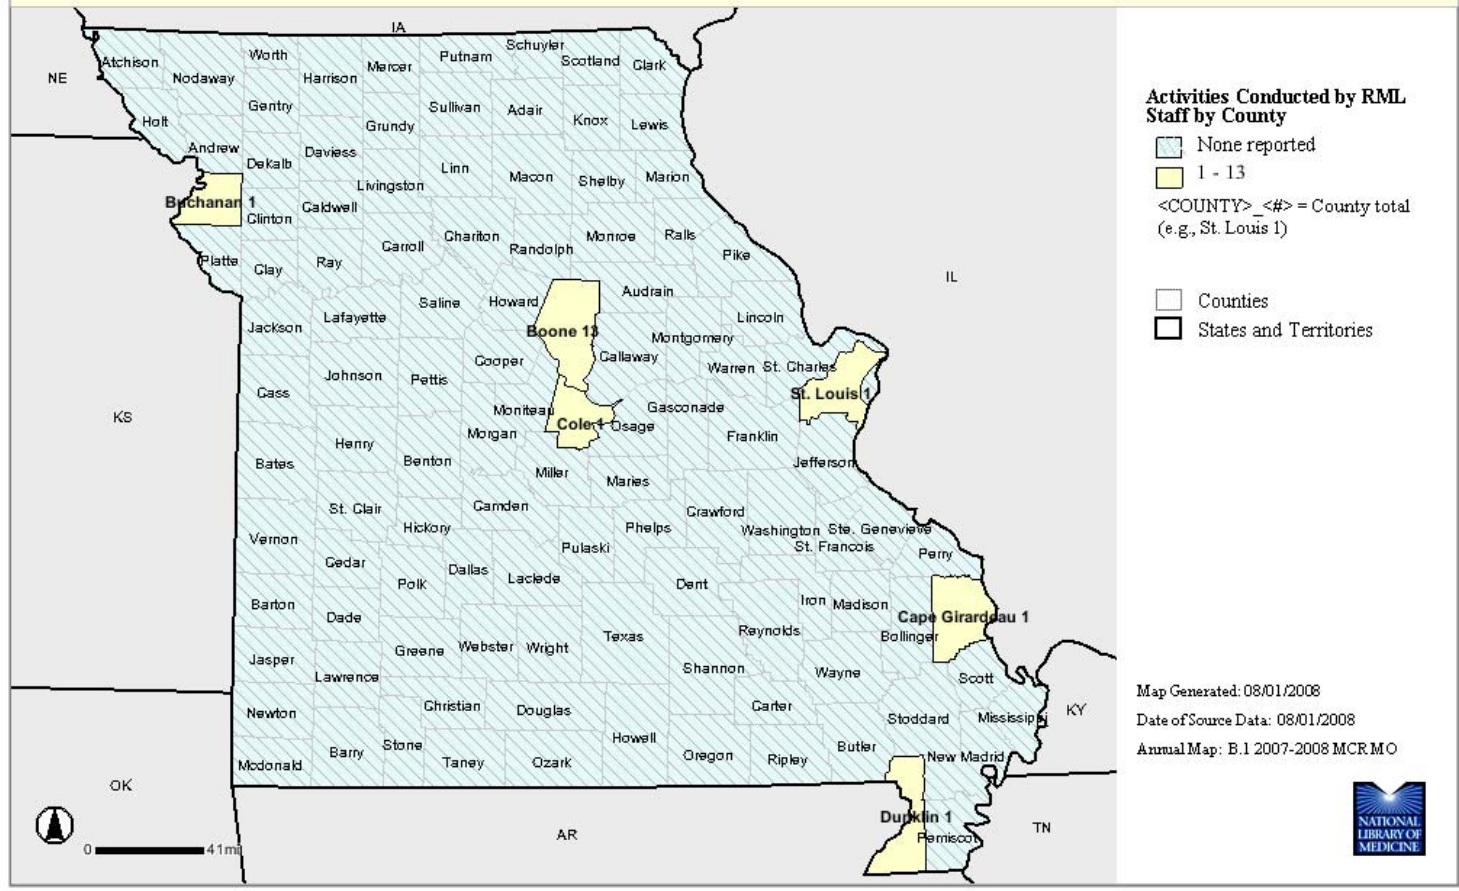 IA
NE
Atchison
Nodaway
Worth
Harrison
Mercer
Putnam
Schuyler
Scotland
Clark
Gentry
Sullivan
Adair
Knox
Lewis
Holt
Andrew
Dekalb
Daviess
Grundy
Linn
Macon
Shelby
Marion
Livingston
Buchanan 1
Clinton
Caldwell
Chariton
Randolph
Monroe
Ralls
Pike
Carroll
Platte
Clay
Ray
IL
Saline
Howard
Audrain
Lincoln
Jackson
Lafayette
Boone 13
Montgomery
Cooper
Callaway
Warren
St. Charles
Johnson
Pettis
St. Louis 1
KS
Cass
Moniteau
Cole 1
Osage
Gasconade
Morgan
Franklin
Henry
Benton
Jefferson
Bates
Miller
Maries
St. Clair
Camden
Crawford
Hickory
Phelps
Washington
Ste. Genevieve
St. Francois
Vernon
Pulaski
Perry
Cedar
Polk
Dallas
Laclede
Dent
Barton
Dade
Iron
Madison
Cape Girardeau 1
Bollinger
Reynolds
Texas
Greene
Webster
Wright
Jasper
Lawrence
Shannon
Wayne
Scott
Newton
Christian
Douglas
Carter
Stoddard
Mississippi
KY
Howell
Butler
New Madrid
Mcdonald
Barry
Stone
Taney
Ozark
Oregon
Ripley
OK
AR
Dunklin 1
Pemiscot
TN
0
41mi
Activities Conducted by RML
Staff by County
None reported
1 - 13
<COUNTY>_<#> = County total
(e.g., St. Louis 1)
Counties
States and Territories
Map Generated: 08/01/2008
Date of Source Data: 08/01/2008
Annual Map: B.1 2007-2008 MCR MO
NATIONAL
LIBRARY OF
MEDICINE